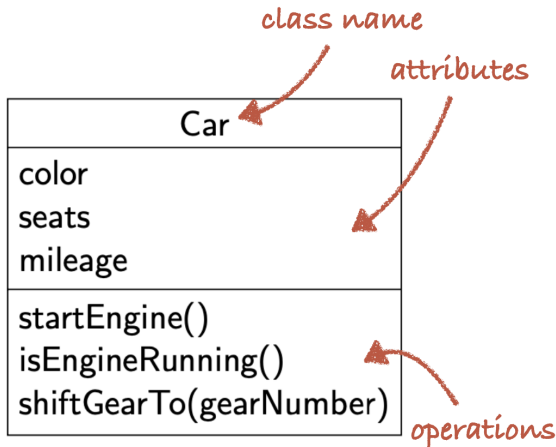 class name
attributes
Car
color
seats
mileage
startEngine()
isEngineRunning()
shiftGearTo(gearNumber)
operations